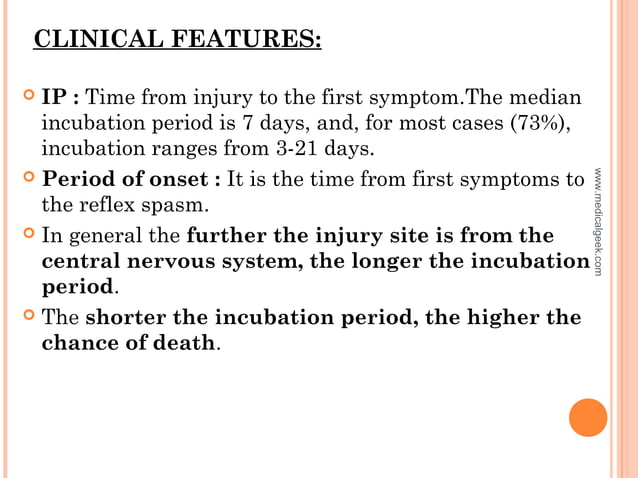 CLINICAL FEATURES:
IP : Time from injury to the first symptom.The median
incubation period is 7 days, and, for most cases (73%),
incubation ranges from 3-21 days.
Period of onset : It is the time from first symptoms to
the reflex spasm.
In general the further the injury site is from the
central nervous system, the longer the incubation
period.
The shorter the incubation period, the higher the
chance of death.
www.medicalgeek.com